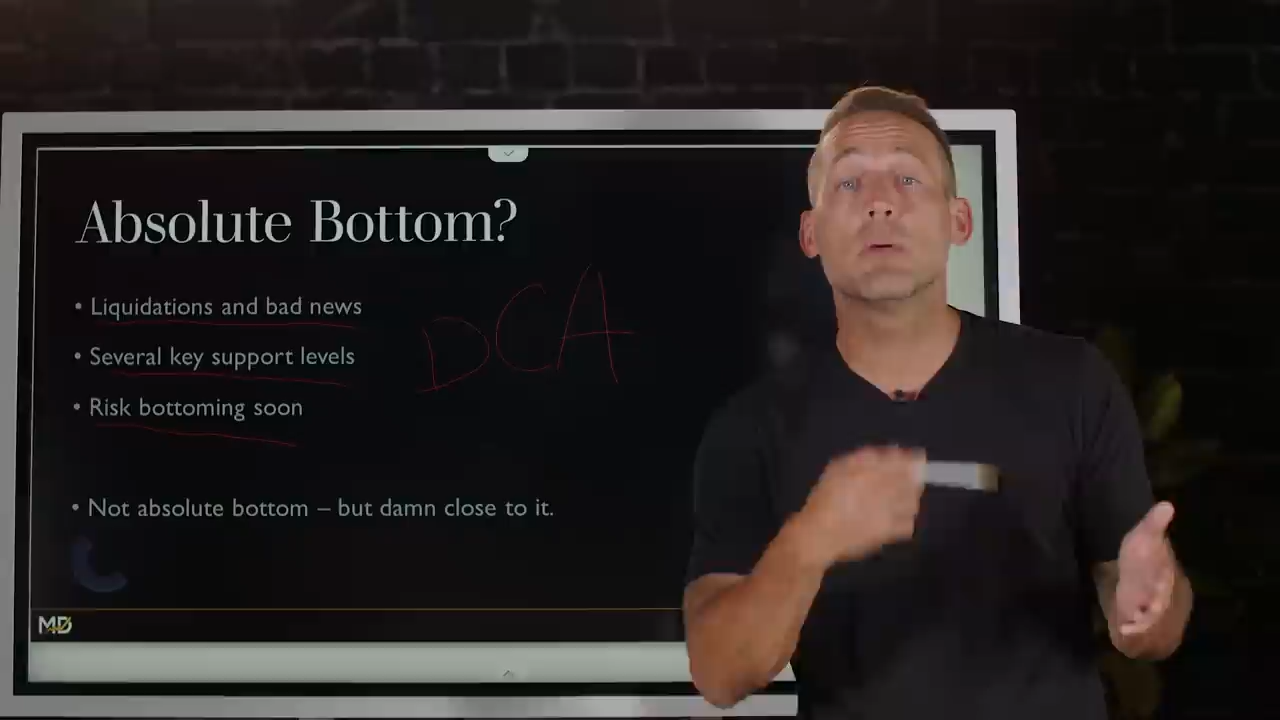 Absolute Bottom?
• Liquidations and bad news
• Several key support levels
DCA
• Risk bottoming soon
• Not absolute bottom – but damn close to it.
MD